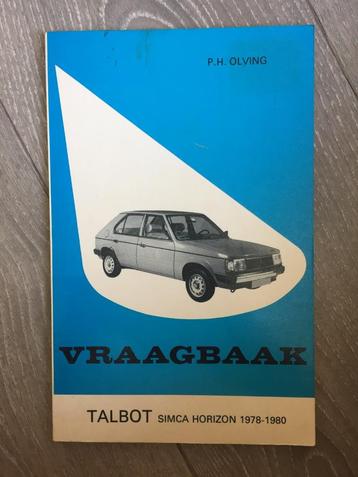 P.H. OLVING
VRAAGBAAK
TALBOT SIMCA HORIZON 1978-1980